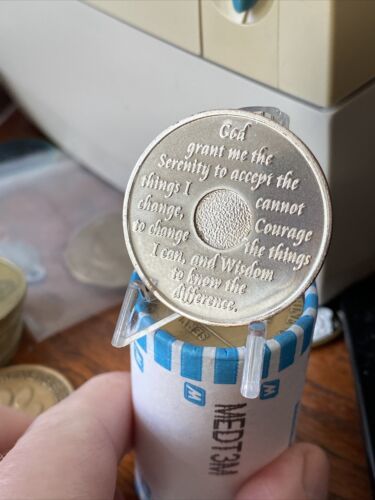 God
grant me the
Serenity to accept the
things I cannot
change, Courage
to change the things
I can, and Wisdom
to know the
difference.
MEDT3M